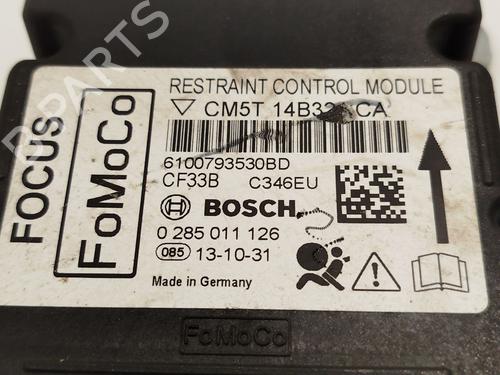 RESTRAINT CONTROL MODULE
CM5T CA
6100793530BD
CF33B C346EU
BOSCH
0 285 011 126
085 13-10-31
Made in Germany
FOCUS
FoMoCo
FoMoCo